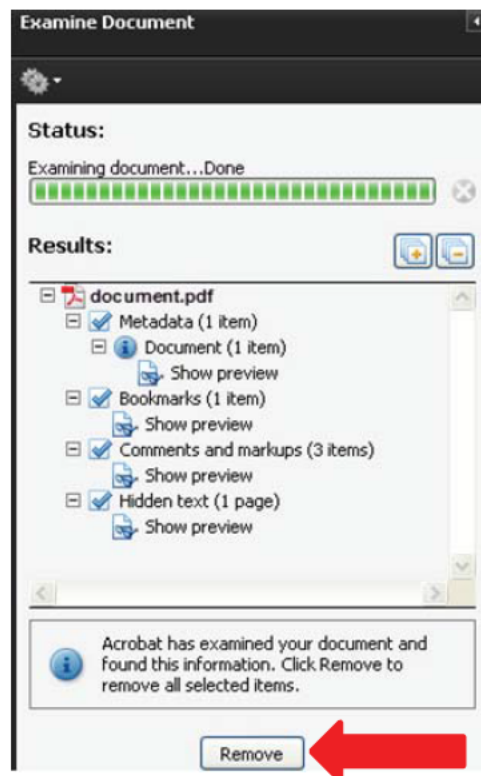 Examine Document
Status:
Examining document...Done
Results:
document.pdf
Metadata (1 item)
Document (1 item)
Show preview
Bookmarks (1 item)
Show preview
Comments and markups (3 items)
Show preview
Hidden text (1 page)
Show preview
Acrobat has examined your document and
found this information. Click Remove to
remove all selected items.
Remove